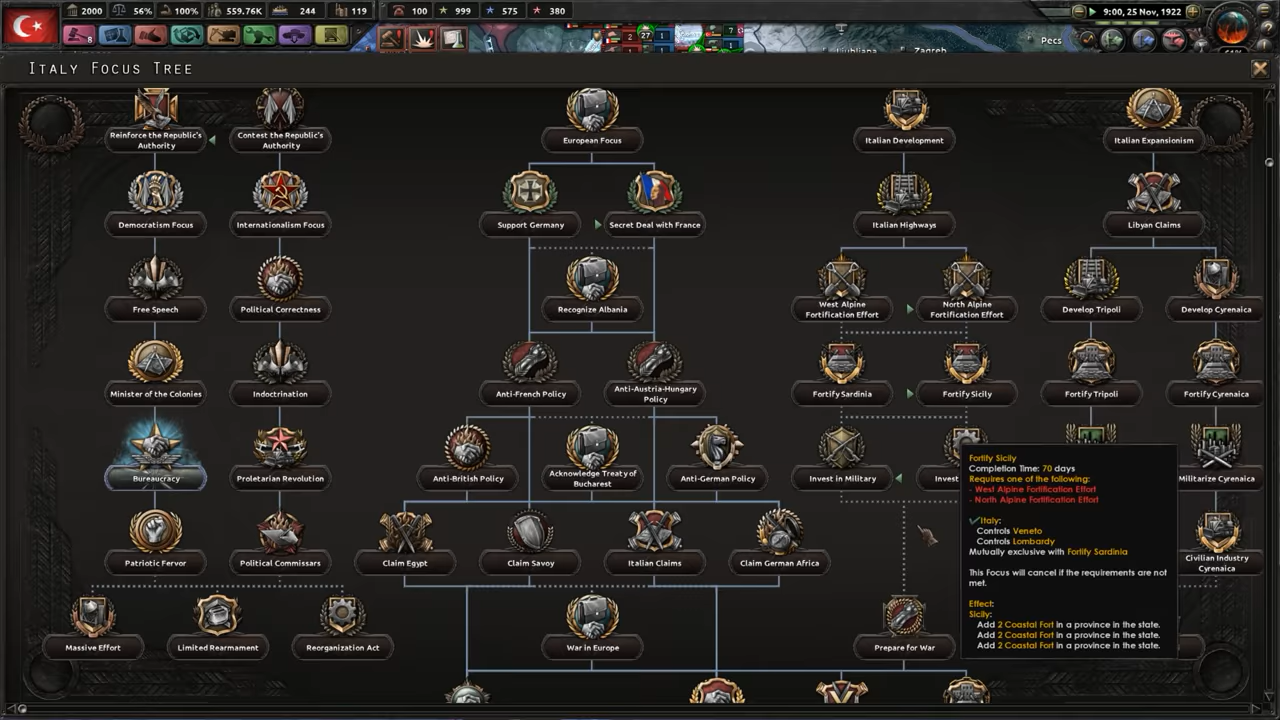 2000 56% 100% 559.76K 244 119 100 999 575 380 9:00, 25 Nov, 1922
8 2 27 1 7 1 Ljubljana Zagreb Pecs
ITALY FOCUS TREE
Reinforce the Republic's
Authority
Contest the Republic's
Authority
European Focus
Italian Development
Italian Expansionism
Democratism Focus
Internationalism Focus
Support Germany
Secret Deal with France
Italian Highways
Libyan Claims
Free Speech
Political Correctness
Recognize Albania
West Alpine
Fortification Effort
North Alpine
Fortification Effort
Develop Tripoli
Develop Cyrenaica
Minister of the Colonies
Indoctrination
Anti-French Policy
Anti-Austria-Hungary
Policy
Fortify Sardinia
Fortify Sicily
Fortify Tripoli
Fortify Cyrenaica
Bureaucracy
Proletarian Revolution
Anti-British Policy
Acknowledge Treaty of
Bucharest
Anti-German Policy
Invest in Military
Invest
Militarize Cyrenaica
Patriotic Fervor
Political Commissars
Claim Egypt
Claim Savoy
Italian Claims
Claim German Africa
Civilian Industry
Cyrenaica
Massive Effort
Limited Rearmament
Reorganization Act
War in Europe
Prepare for War
Fortify Sicily
Completion Time: 70 days
Requires one of the following:
- West Alpine Fortification Effort
- North Alpine Fortification Effort
Italy:
Controls Veneto
Controls Lombardy
Mutually exclusive with Fortify Sardinia
This Focus will cancel if the requirements are not
met.
Effect:
Sicily:
Add 2 Coastal Fort in a province in the state.
Add 2 Coastal Fort in a province in the state.
Add 2 Coastal Fort in a province in the state.